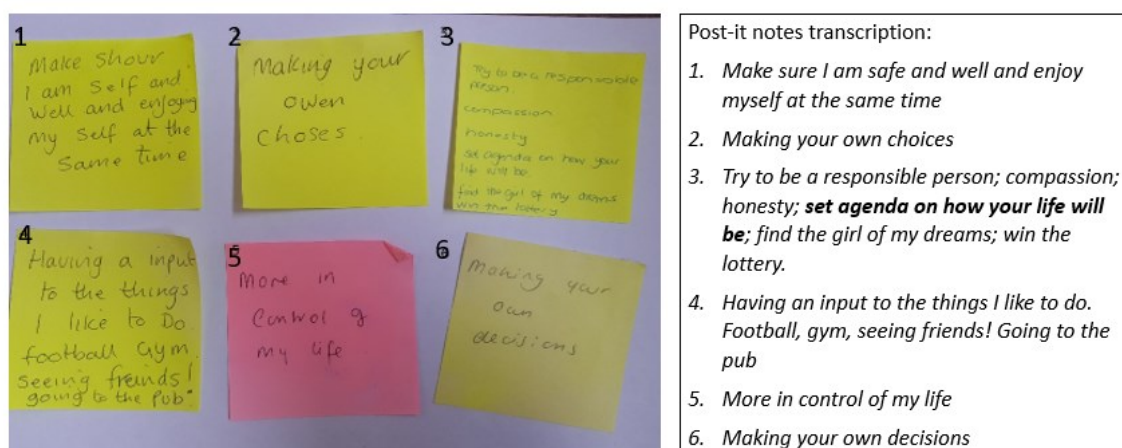 1
Make Shour
I am Self and
Well and enjoying
My Self at the
Same time
2
Making your
owen
choses.
3
Try to be a responsible
person.
compassion
honesty
set agenda on how your
life will be.
find the girl of my dreams
win the lottery
4
Having a input
to the things
I like to Do
football Gym
seeing freinds!
going to the Pub"
5
More in
Control of
my life
6
Making your
own
decisions
Post-it notes transcription:
1. Make sure I am safe and well and enjoy
myself at the same time
2. Making your own choices
3. Try to be a responsible person; compassion;
honesty; set agenda on how your life will
be; find the girl of my dreams; win the
lottery.
4. Having an input to the things I like to do.
Football, gym, seeing friends! Going to the
pub
5. More in control of my life
6. Making your own decisions